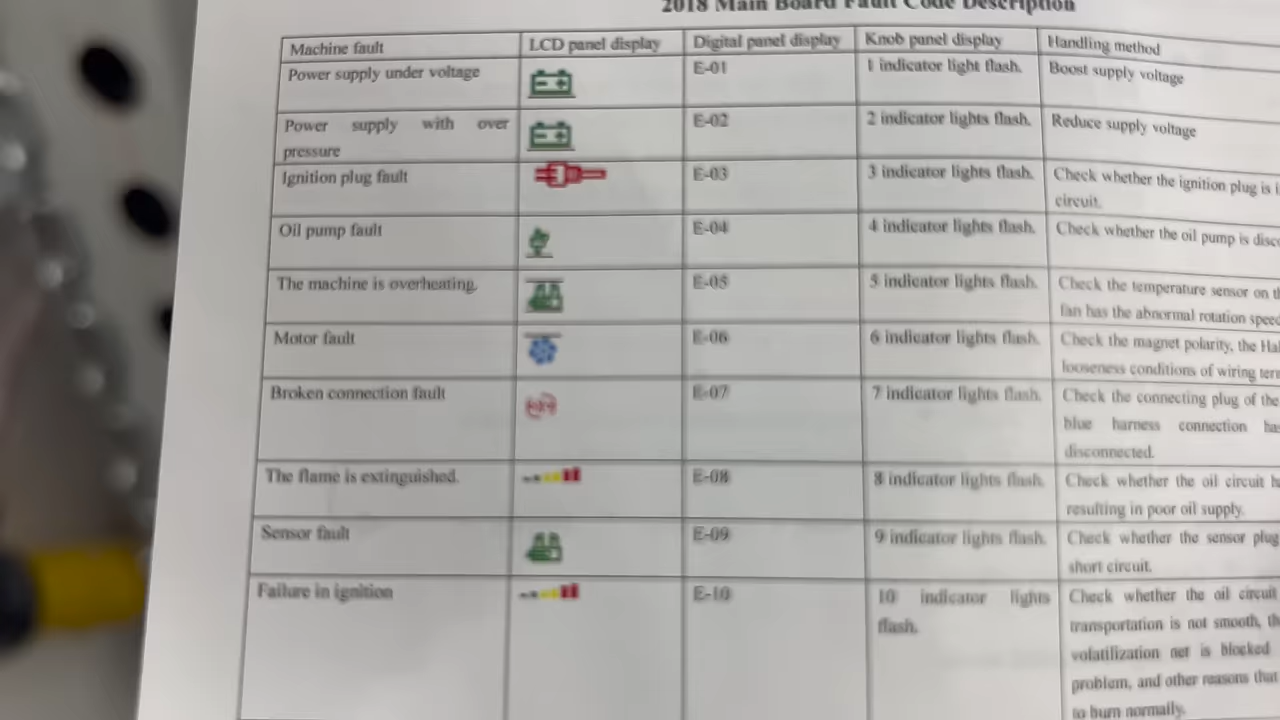 2018 Main Board Fault Code Description
Machine fault LCD panel display Digital panel display Knob panel display Handling method
Power supply under voltage E-01 1 indicator light flash. Boost supply voltage
Power supply with over E-02 2 indicator lights flash. Reduce supply voltage
pressure
Ignition plug fault E-03 3 indicator lights flash. Check whether the ignition plug is
circuit.
Oil pump fault E-04 4 indicator lights flash. Check whether the oil pump is
The machine is overheating. E-05 5 indicator lights flash. Check the temperature sensor on
fan has the abnormal rotation speed
Motor fault E-06 6 indicator lights flash. Check the magnet polarity, the
looseness conditions of wiring
Broken connection fault E-07 7 indicator lights flash. Check the connecting plug of the
blue harness connection
disconnected.
The flame is extinguished. E-08 8 indicator lights flash. Check whether the oil circuit
resulting in poor oil supply.
Sensor fault E-09 9 indicator lights flash. Check whether the sensor plug
short circuit.
Failure in ignition E-10 10 indicator lights Check whether the oil circuit
flash. transportation is not smooth,
volatilization net is blocked
problem, and other reasons that
to burn normally.